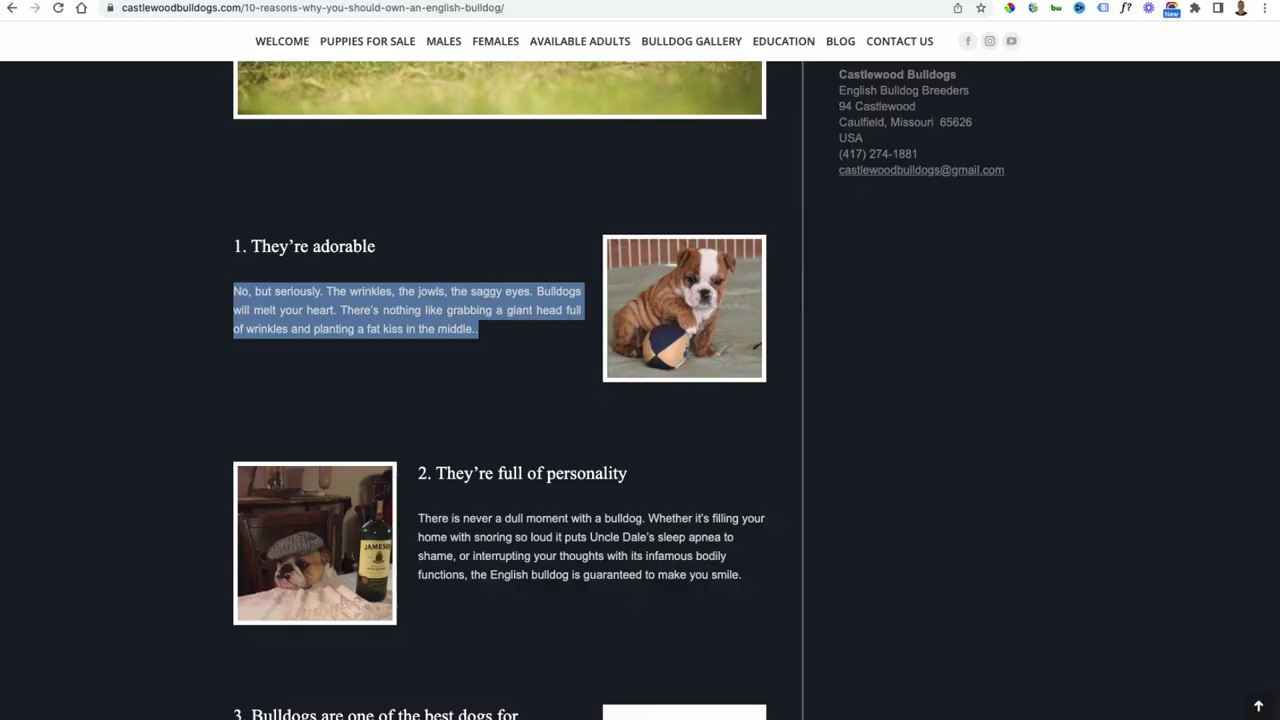 castlewoodbulldogs.com/10-reasons-why-you-should-own-an-english-bulldog/
New
WELCOME PUPPIES FOR SALE MALES FEMALES AVAILABLE ADULTS BULLDOG GALLERY EDUCATION BLOG CONTACT US
Castlewood Bulldogs
English Bulldog Breeders
94 Castlewood
Caulfield, Missouri 65626
USA
(417) 274-1881
castlewoodbulldogs@gmail.com
1. They’re adorable
No, but seriously. The wrinkles, the jowls, the saggy eyes. Bulldogs
will melt your heart. There’s nothing like grabbing a giant head full
of wrinkles and planting a fat kiss in the middle..
2. They’re full of personality
There is never a dull moment with a bulldog. Whether it’s filling your
home with snoring so loud it puts Uncle Dale’s sleep apnea to
shame, or interrupting your thoughts with its infamous bodily
functions, the English bulldog is guaranteed to make you smile.
JAMESON
3. Bulldogs are one of the best dogs for